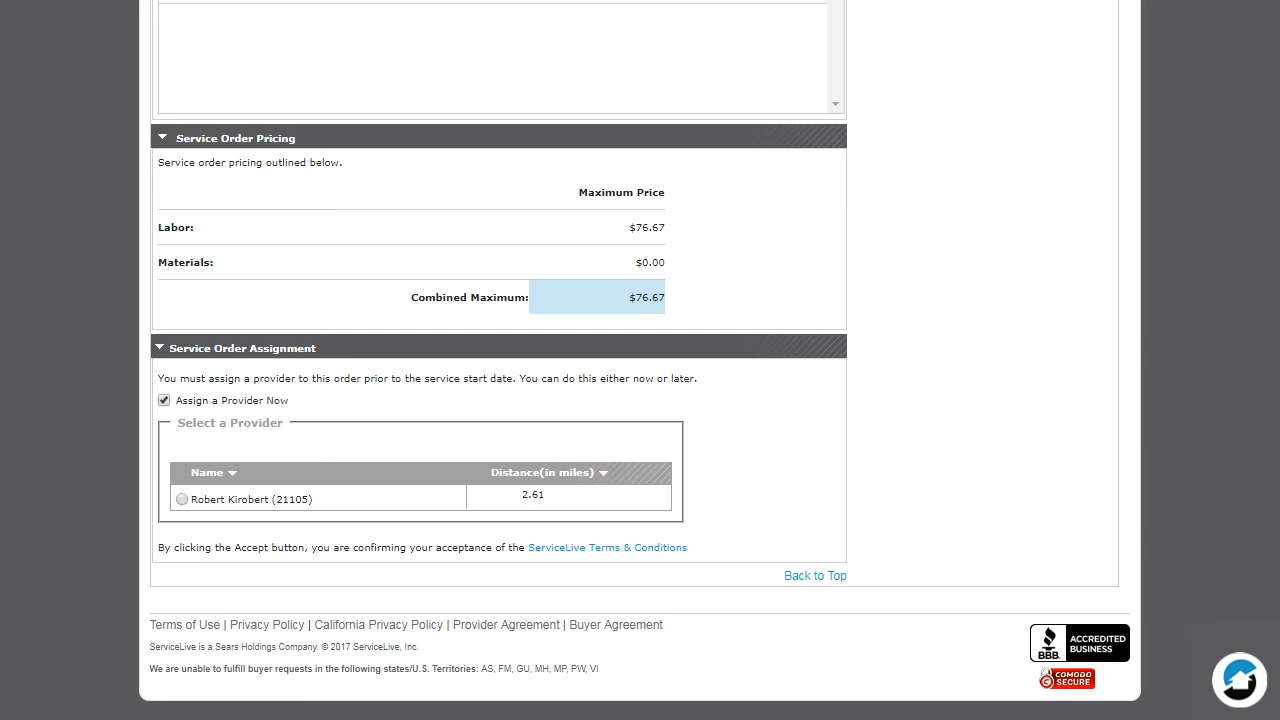 Service Order Pricing
Service order pricing outlined below.
Maximum Price
Labor: $76.67
Materials: $0.00
Combined Maximum: $76.67
Service Order Assignment
You must assign a provider to this order prior to the service start date. You can do this either now or later.
Assign a Provider Now
Select a Provider
Name Distance(in miles)
Robert Kirobert (21105) 2.61
By clicking the Accept button, you are confirming your acceptance of the ServiceLive Terms & Conditions
Back to Top
Terms of Use | Privacy Policy | California Privacy Policy | Provider Agreement | Buyer Agreement
ServiceLive is a Sears Holdings Company. © 2017 ServiceLive, Inc.
We are unable to fulfill buyer requests in the following states/U.S. Territories: AS, FM, GU, MH, MP, PW, VI
BBB.
ACCREDITED
BUSINESS
COMODO
SECURE